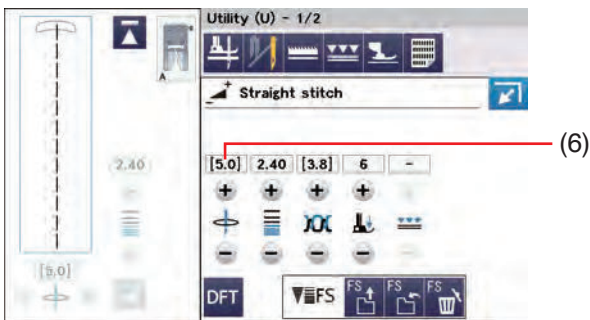 Utility (U) - 1/2
A
Straight stitch
(6)
2.40
[5.0] 2.40 [3.8] 6 -
[5.0]
DFT
FS
FS
FS
FS